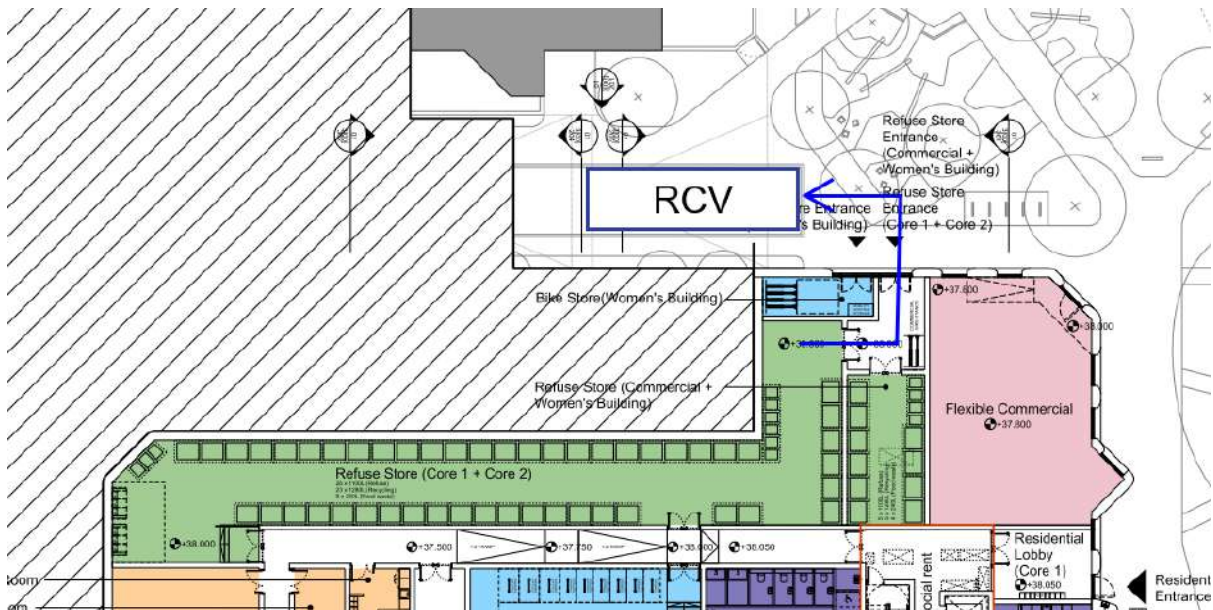 Refuse Store
Entrance
(Commercial +
Women's Building)
Refuse Store
Entrance
(Core 1 + Core 2)
RCV
re Entrance
's Building)
Bike Store(Women's Building)
+37.600
+38.000
Refuse Store (Commercial +
Women's Building)
Flexible Commercial
+37.800
Refuse Store (Core 1 + Core 2)
+38.000
+37.500
+37.750
+38.000
+38.050
Residential
Lobby
(Core 1)
+38.050
ocial rent
Resident
Entrance
oom
om